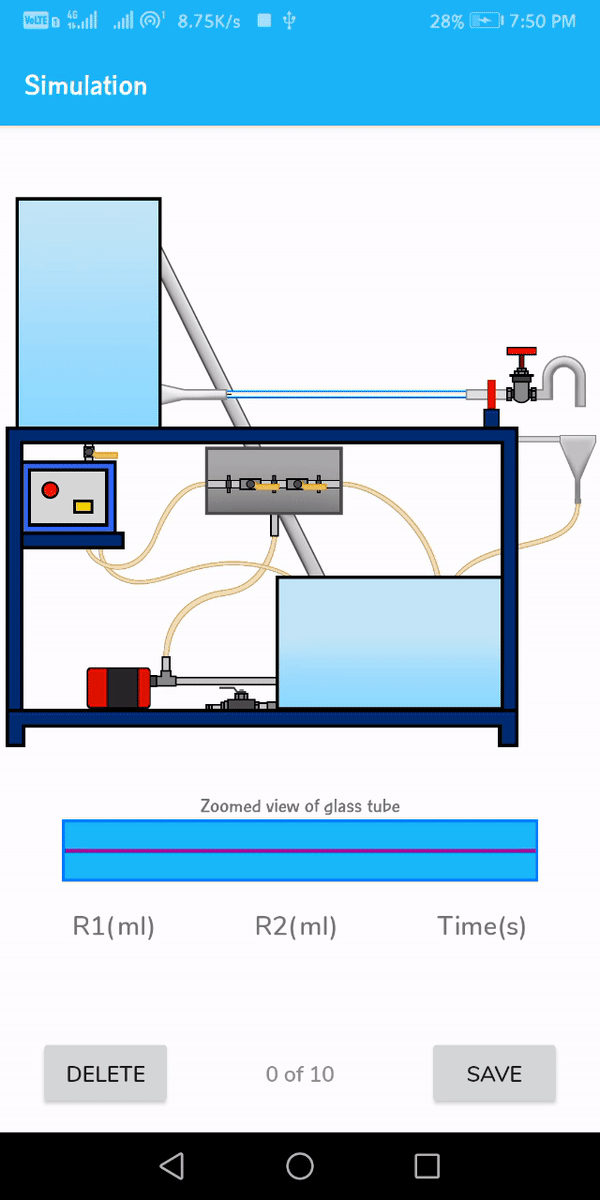 VoLTE 4G 8.75K/s 28% 7:50 PM
Simulation
Zoomed view of glass tube
R1(ml) R2(ml) Time(s)
DELETE 0 of 10 SAVE